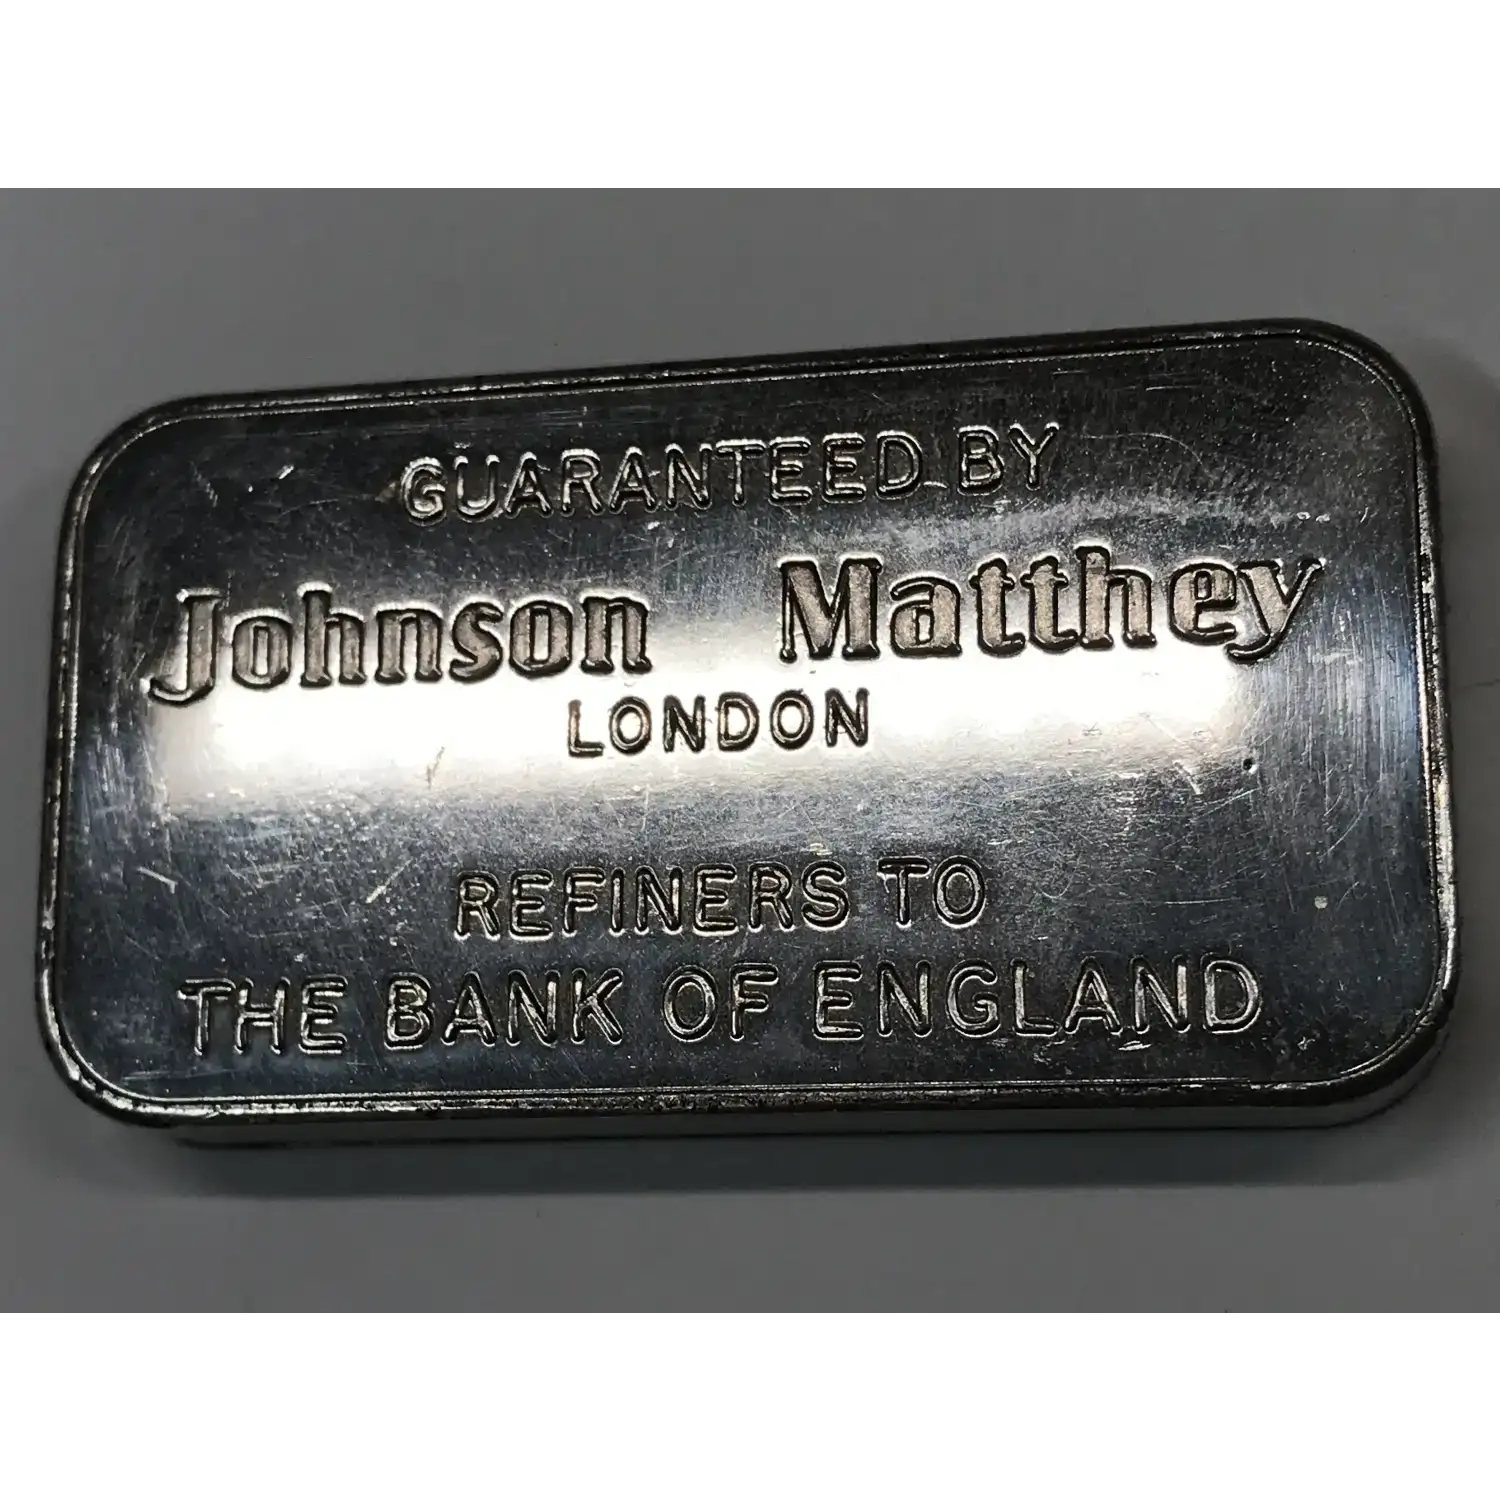 GUARANTEED BY
Johnson Matthey
LONDON
REFINERS TO
THE BANK OF ENGLAND